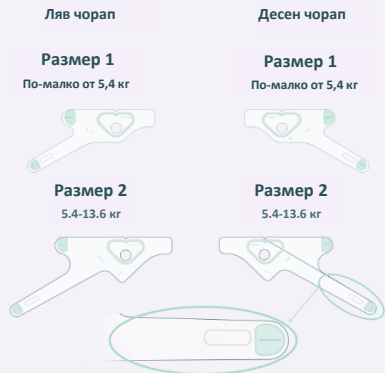 Ляв чорап
Десен чорап
Размер 1
Размер 1
По-малко от 5,4 кг
По-малко от 5,4 кг
Размер 2
Размер 2
5.4-13.6 кг
5.4-13.6 кг